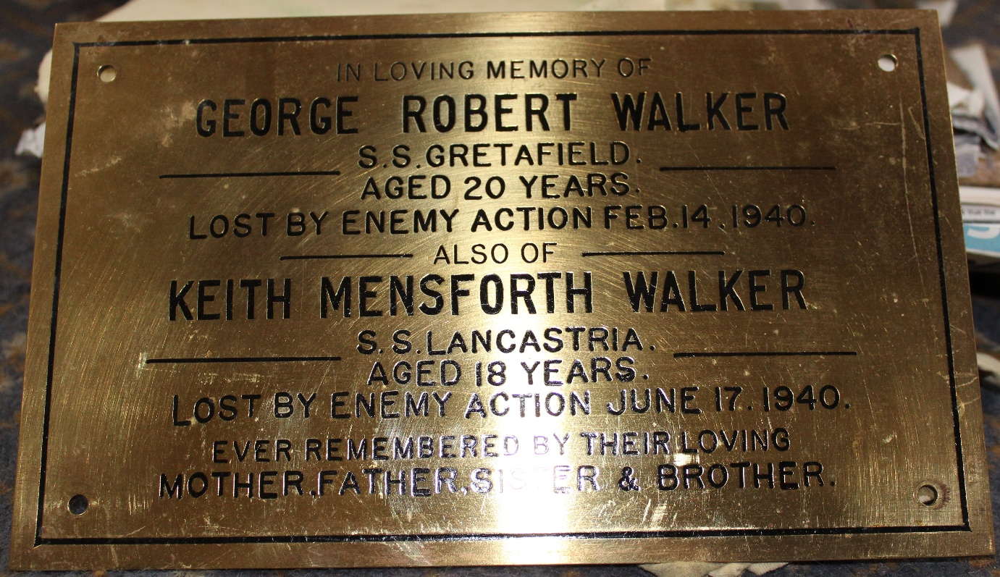 IN LOVING MEMORY OF
GEORGE ROBERT WALKER
S.S.GRETAFIELD.
AGED 20 YEARS.
LOST BY ENEMY ACTION FEB.14.1940.
ALSO OF
KEITH MENSFORTH WALKER
S.S.LANCASTRIA.
AGED 18 YEARS.
LOST BY ENEMY ACTION JUNE 17.1940.
EVER REMEMBERED BY THEIR LOVING
MOTHER,FATHER,SISTER & BROTHER.